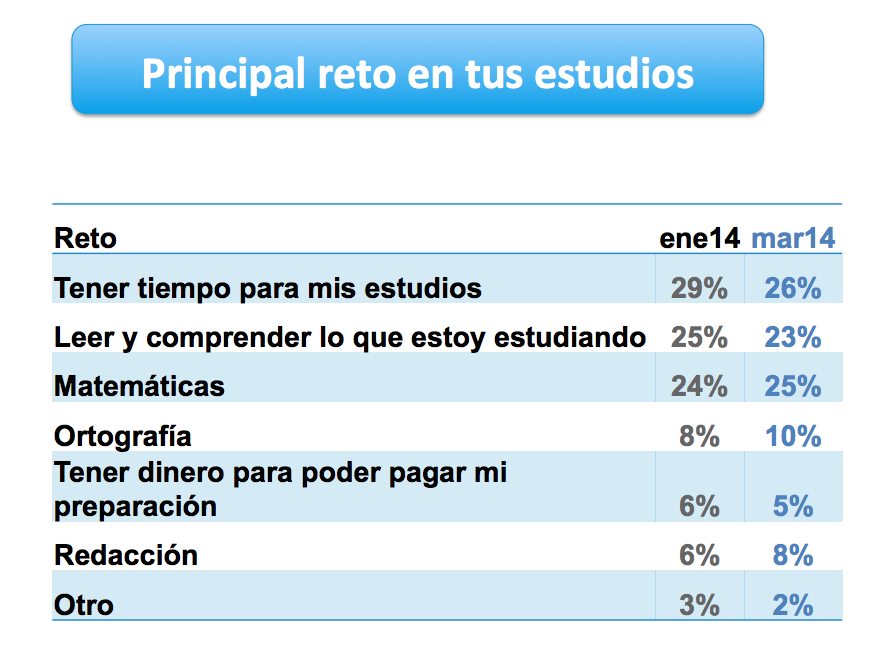 Principal reto en tus estudios
Reto ene14 mar14
Tener tiempo para mis estudios 29% 26%
Leer y comprender lo que estoy estudiando 25% 23%
Matemáticas 24% 25%
Ortografía 8% 10%
Tener dinero para poder pagar mi
preparación 6% 5%
Redacción 6% 8%
Otro 3% 2%